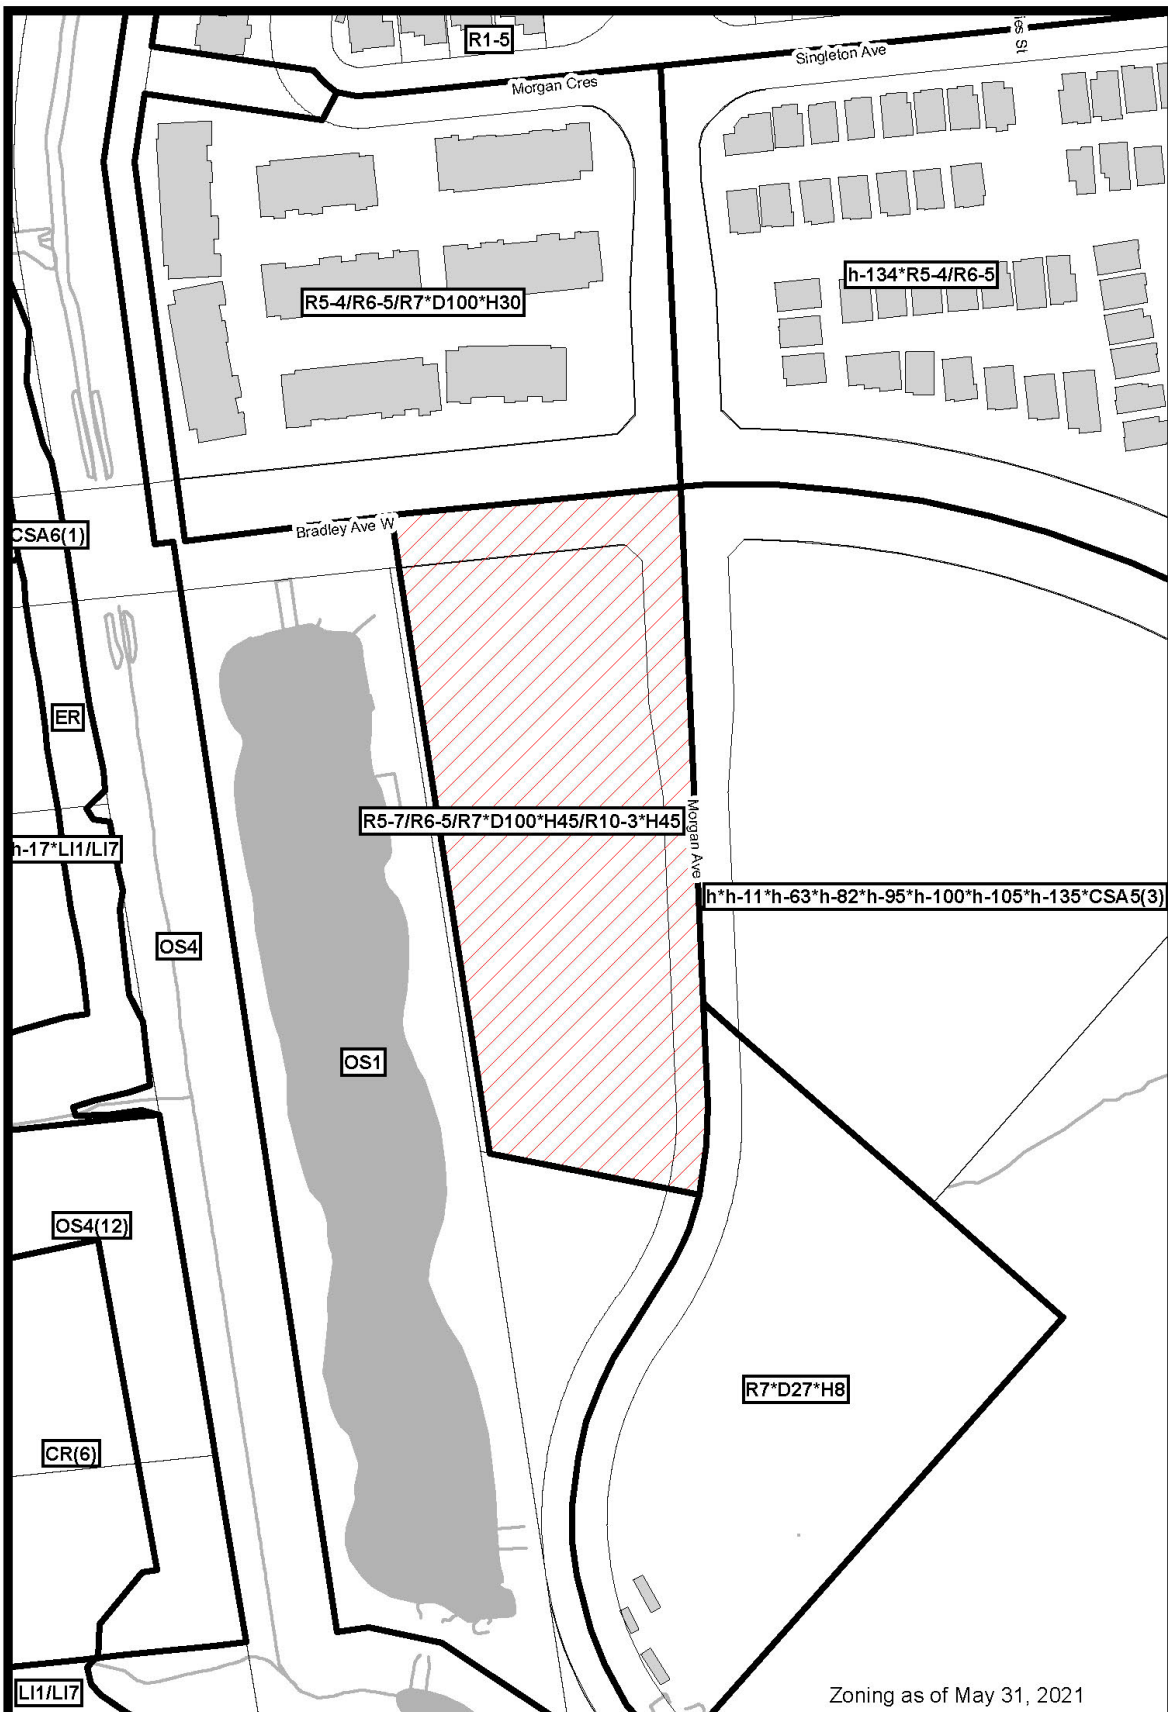 R1-5
ies St
Singleton Ave
Morgan Cres
h-134*R5-4/R6-5
R5-4/R6-5/R7*D100*H30
Bradley Ave W
CSA6(1)
ER
R5-7/R6-5/R7*D100*H45/R10-3*H45
Morgan Ave
h-17*LI1/LI7
h*h-11*h-63*h-82*h-95*h-100*h-105*h-135*CSA5(3)
OS4
OS1
OS4(12)
R7*D27*H8
CR(6)
LI1/LI7
Zoning as of May 31, 2021